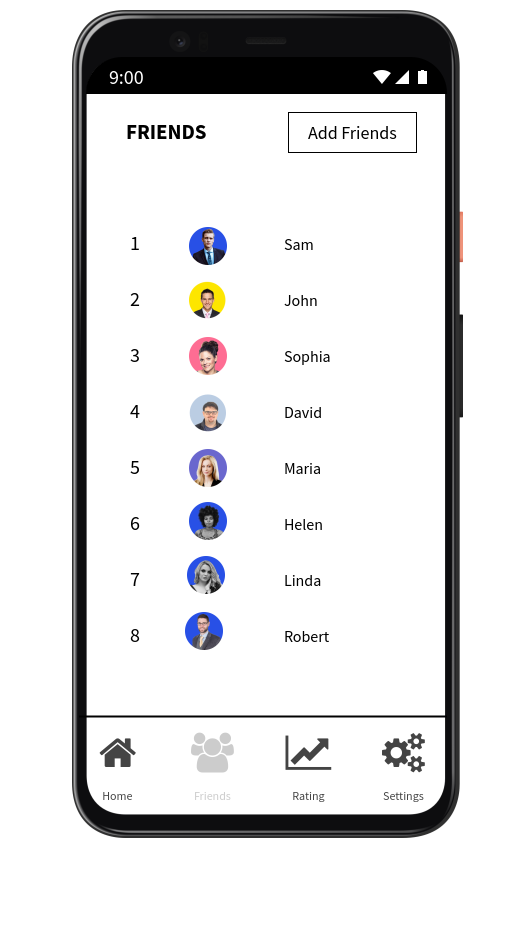 9:00
FRIENDS
Add Friends
1 Sam
2 John
3 Sophia
4 David
5 Maria
6 Helen
7 Linda
8 Robert
Home Friends Rating Settings